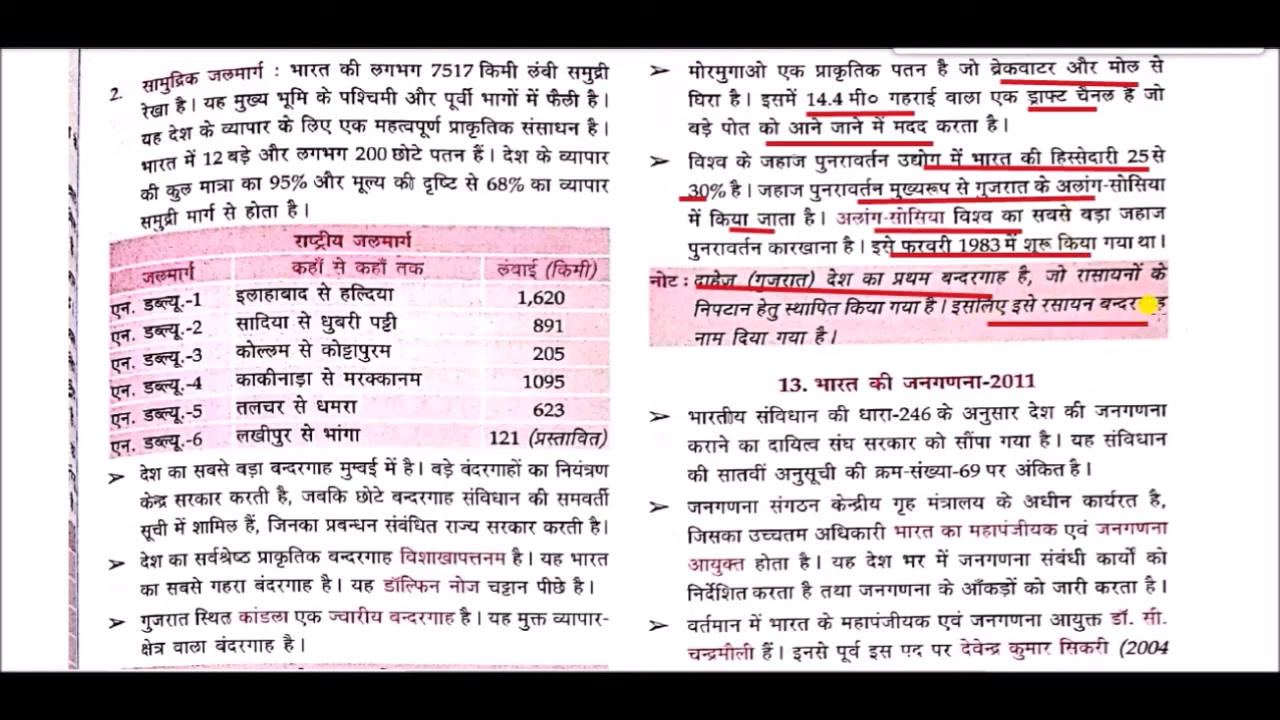 2. सामुद्रिक जलमार्ग : भारत की लगभग 7517 किमी लंबी समुद्री
रेखा है। यह मुख्य भूमि के पश्चिमी और पूर्वी भागों में फैली है।
यह देश के व्यापार के लिए एक महत्वपूर्ण प्राकृतिक संसाधन है।
भारत में 12 बड़े और लगभग 200 छोटे पतन हैं। देश के व्यापार
की कुल मात्रा का 95% और मूल्य की दृष्टि से 68% का व्यापार
समुद्री मार्ग से होता है।
राष्ट्रीय जलमार्ग
जलमार्ग कहाँ से कहाँ तक लंबाई (किमी)
एन. डब्ल्यू.-1 इलाहाबाद से हल्दिया 1,620
एन. डब्ल्यू.-2 सादिया से धुबरी पट्टी 891
एन. डब्ल्यू.-3 कोल्लम से कोट्टापुरम 205
एन. डब्ल्यू.-4 काकीनाड़ा से मरक्कानम 1095
एन. डब्ल्यू.-5 तलचर से धमरा 623
एन. डब्ल्यू.-6 लखीपुर से भांगा 121 (प्रस्तावित)
➢ देश का सबसे बड़ा बन्दरगाह मुम्बई में है। बड़े बंदरगाहों का नियंत्रण
केन्द्र सरकार करती है, जबकि छोटे बन्दरगाह संविधान की समवर्ती
सूची में शामिल हैं, जिनका प्रबन्धन संबंधित राज्य सरकार करती है।
➢ देश का सर्वश्रेष्ठ प्राकृतिक बन्दरगाह विशाखापत्तनम है। यह भारत
का सबसे गहरा बंदरगाह है। यह डॉल्फिन नोज चट्टान पीछे है।
➢ गुजरात स्थित कांडला एक ज्वारीय बन्दरगाह है। यह मुक्त व्यापार-
क्षेत्र वाला बंदरगाह है।
➢ मोरमुगाओ एक प्राकृतिक पतन है जो ब्रेकवाटर और मोल से
घिरा है। इसमें 14.4 मी० गहराई वाला एक ड्राफ्ट चैनल है जो
बड़े पोत को आने जाने में मदद करता है।
➢ विश्व के जहाज पुनरावर्तन उद्योग में भारत की हिस्सेदारी 25 से
30% है। जहाज पुनरावर्तन मुख्यरूप से गुजरात के अलांग-सोसिया
में किया जाता है। अलांग-सोसिया विश्व का सबसे बड़ा जहाज
पुनरावर्तन कारखाना है। इसे फरवरी 1983 में शुरू किया गया था।
नोट : दाहेज (गुजरात) देश का प्रथम बन्दरगाह है, जो रासायनों के
निपटान हेतु स्थापित किया गया है। इसलिए इसे रसायन
नाम दिया गया है।
13. भारत की जनगणना-2011
➢ भारतीय संविधान की धारा-246 के अनुसार देश की जनगणना
कराने का दायित्व संघ सरकार को सौंपा गया है। यह संविधान
की सातवीं अनुसूची की क्रम-संख्या-69 पर अंकित है।
➢ जनगणना संगठन केन्द्रीय गृह मंत्रालय के अधीन कार्यरत है,
जिसका उच्चतम अधिकारी भारत का महापंजीयक एवं जनगणना
आयुक्त होता है। यह देश भर में जनगणना संबंधी कार्यों को
निर्देशित करता है तथा जनगणना के आँकड़ों को जारी करता है।
➢ वर्तमान में भारत के महापंजीयक एवं जनगणना आयुक्त डॉ. सी.
चन्द्रमौली हैं। इनसे पूर्व इस पद पर देवेन्द्र कुमार सिकरी (2004